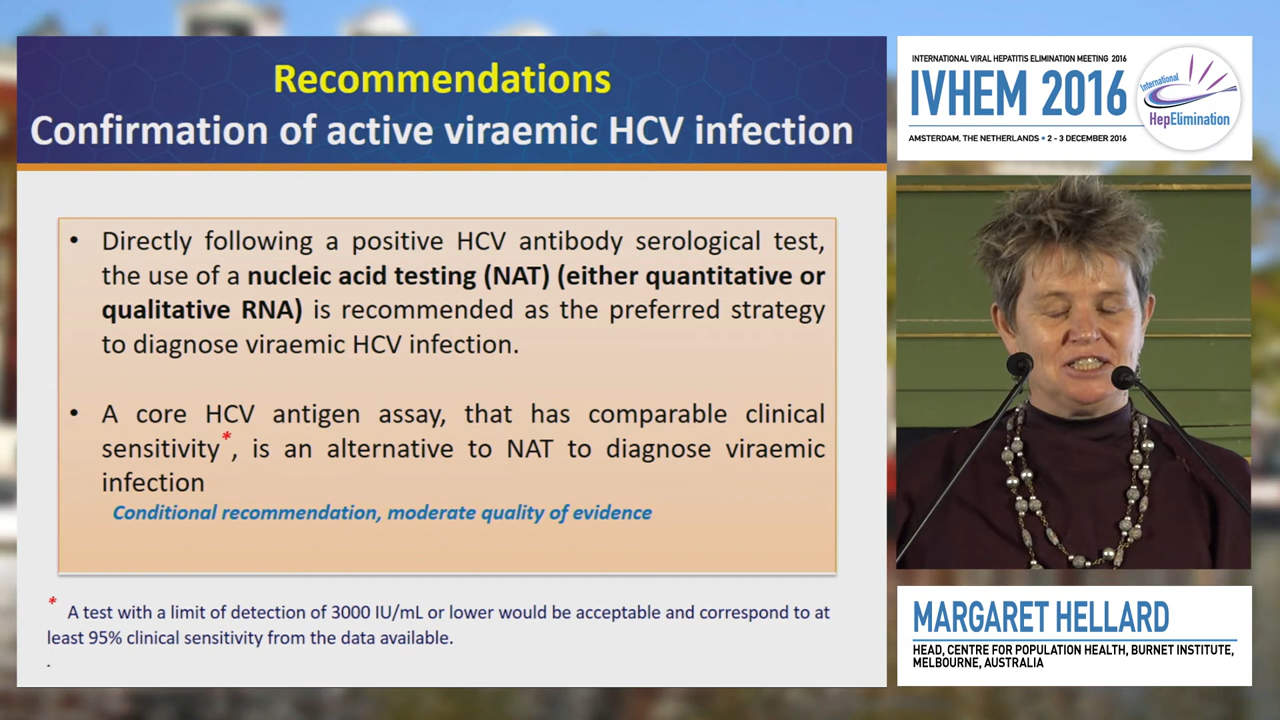 Recommendations
Confirmation of active viraemic HCV infection
• Directly following a positive HCV antibody serological test,
the use of a nucleic acid testing (NAT) (either quantitative or
qualitative RNA) is recommended as the preferred strategy
to diagnose viraemic HCV infection.
• A core HCV antigen assay, that has comparable clinical
sensitivity*, is an alternative to NAT to diagnose viraemic
infection
Conditional recommendation, moderate quality of evidence
* A test with a limit of detection of 3000 IU/mL or lower would be acceptable and correspond to at
least 95% clinical sensitivity from the data available.
.
INTERNATIONAL VIRAL HEPATITIS ELIMINATION MEETING 2016
IVHEM 2016
AMSTERDAM, THE NETHERLANDS • 2 - 3 DECEMBER 2016
International
HepElimination
MARGARET HELLARD
HEAD, CENTRE FOR POPULATION HEALTH, BURNET INSTITUTE,
MELBOURNE, AUSTRALIA